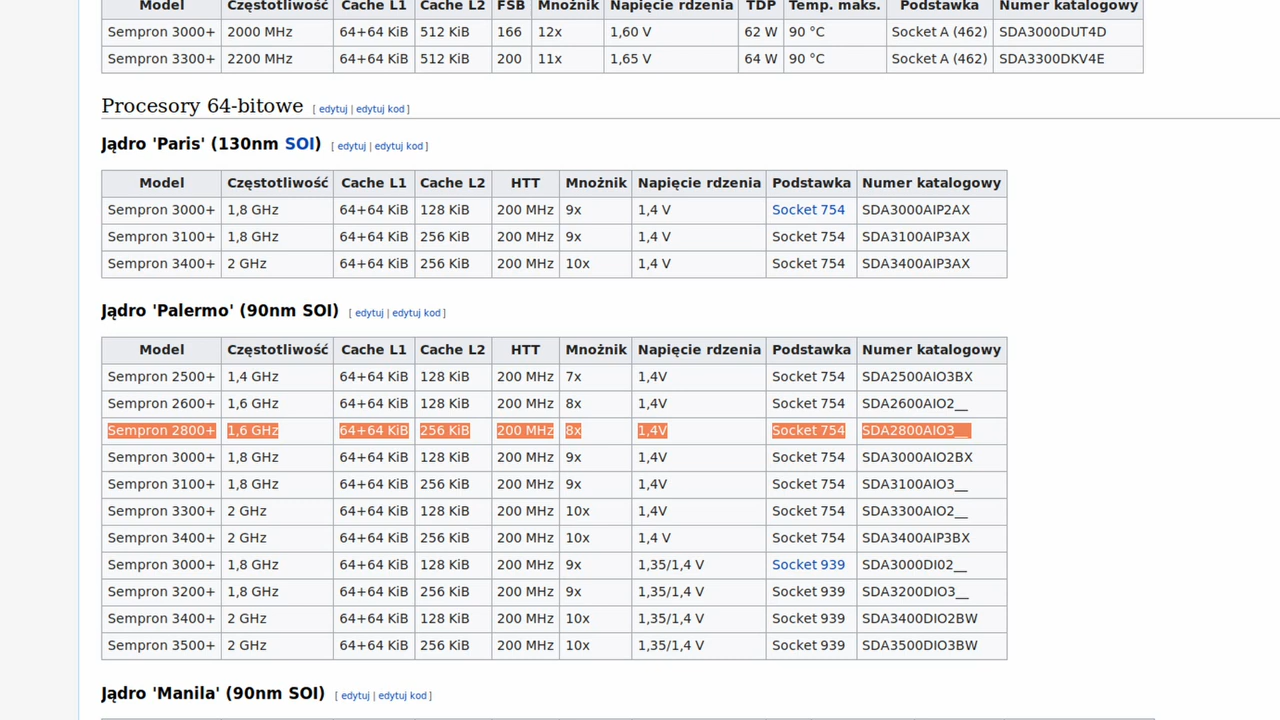 Model Częstotliwość Cache L1 Cache L2 FSB Mnożnik Napięcie rdzenia TDP Temp. maks. Podstawka Numer katalogowy
Sempron 3000+ 2000 MHz 64+64 KiB 512 KiB 166 12x 1,60 V 62 W 90 °C Socket A (462) SDA3000DUT4D
Sempron 3300+ 2200 MHz 64+64 KiB 512 KiB 200 11x 1,65 V 64 W 90 °C Socket A (462) SDA3300DKV4E
Procesory 64-bitowe [ edytuj | edytuj kod ]
Jądro 'Paris' (130nm SOI) [ edytuj | edytuj kod ]
Model Częstotliwość Cache L1 Cache L2 HTT Mnożnik Napięcie rdzenia Podstawka Numer katalogowy
Sempron 3000+ 1,8 GHz 64+64 KiB 128 KiB 200 MHz 9x 1,4 V Socket 754 SDA3000AIP2AX
Sempron 3100+ 1,8 GHz 64+64 KiB 256 KiB 200 MHz 9x 1,4 V Socket 754 SDA3100AIP3AX
Sempron 3400+ 2 GHz 64+64 KiB 256 KiB 200 MHz 10x 1,4 V Socket 754 SDA3400AIP3AX
Jądro 'Palermo' (90nm SOI) [ edytuj | edytuj kod ]
Model Częstotliwość Cache L1 Cache L2 HTT Mnożnik Napięcie rdzenia Podstawka Numer katalogowy
Sempron 2500+ 1,4 GHz 64+64 KiB 128 KiB 200 MHz 7x 1,4V Socket 754 SDA2500AIO3BX
Sempron 2600+ 1,6 GHz 64+64 KiB 128 KiB 200 MHz 8x 1,4V Socket 754 SDA2600AIO2__
Sempron 2800+ 1,6 GHz 64+64 KiB 256 KiB 200 MHz 8x 1,4V Socket 754 SDA2800AIO3__
Sempron 3000+ 1,8 GHz 64+64 KiB 128 KiB 200 MHz 9x 1,4V Socket 754 SDA3000AIO2BX
Sempron 3100+ 1,8 GHz 64+64 KiB 256 KiB 200 MHz 9x 1,4V Socket 754 SDA3100AIO3__
Sempron 3300+ 2 GHz 64+64 KiB 128 KiB 200 MHz 10x 1,4V Socket 754 SDA3300AIO2__
Sempron 3400+ 2 GHz 64+64 KiB 256 KiB 200 MHz 10x 1,4 V Socket 754 SDA3400AIP3BX
Sempron 3000+ 1,8 GHz 64+64 KiB 128 KiB 200 MHz 9x 1,35/1,4 V Socket 939 SDA3000DI02__
Sempron 3200+ 1,8 GHz 64+64 KiB 256 KiB 200 MHz 9x 1,35/1,4 V Socket 939 SDA3200DIO3__
Sempron 3400+ 2 GHz 64+64 KiB 128 KiB 200 MHz 10x 1,35/1,4 V Socket 939 SDA3400DIO2BW
Sempron 3500+ 2 GHz 64+64 KiB 256 KiB 200 MHz 10x 1,35/1,4 V Socket 939 SDA3500DIO3BW
Jądro 'Manila' (90nm SOI) [ edytuj | edytuj kod ]